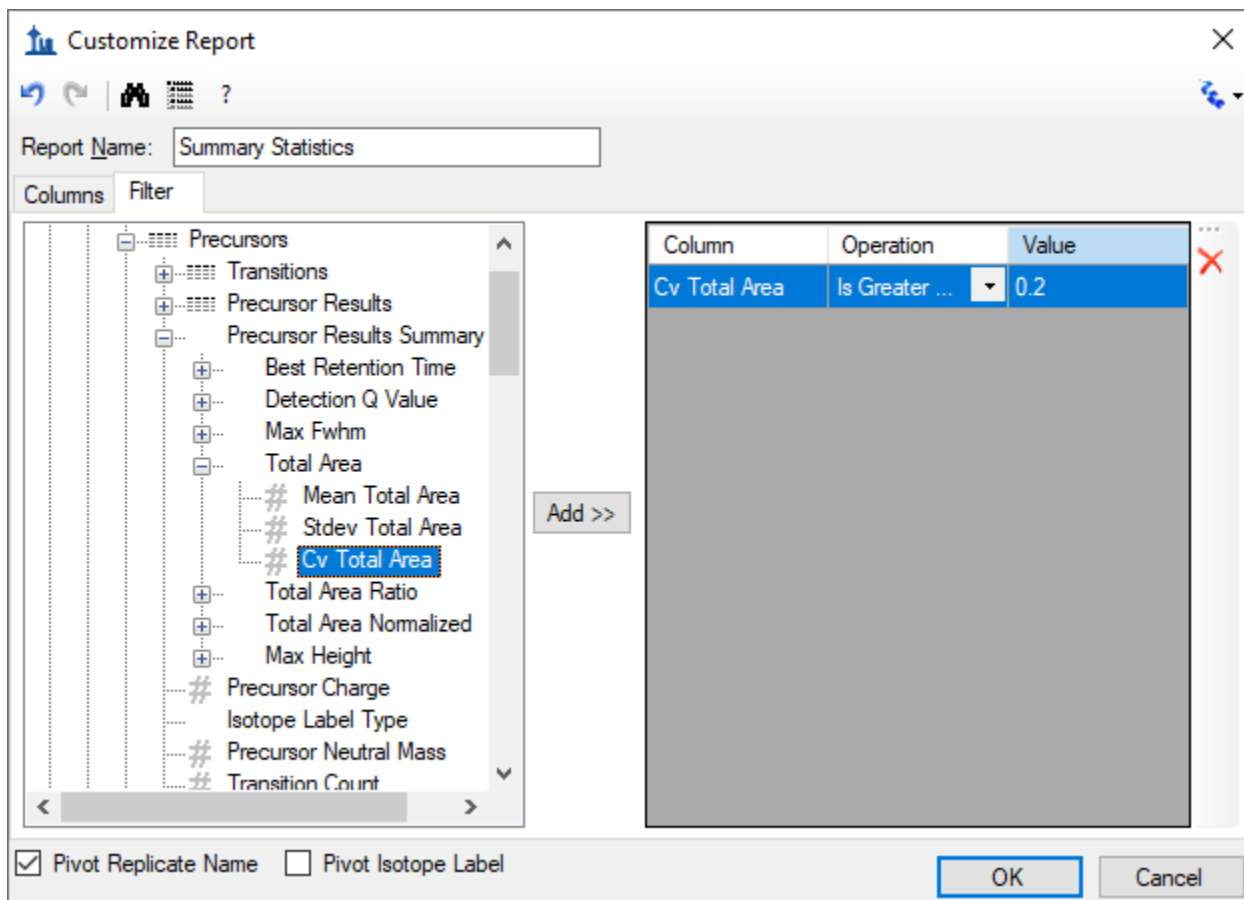 Customize Report
?
Report Name: Summary Statistics
Columns Filter
Precursors
Transitions
Precursor Results
Precursor Results Summary
Best Retention Time
Detection Q Value
Max Fwhm
Total Area
Mean Total Area
Stdev Total Area
Cv Total Area
Total Area Ratio
Total Area Normalized
Max Height
Precursor Charge
Isotope Label Type
Precursor Neutral Mass
Transition Count
Add >>
Column Operation Value
Cv Total Area Is Greater ... 0.2
Pivot Replicate Name Pivot Isotope Label
OK Cancel